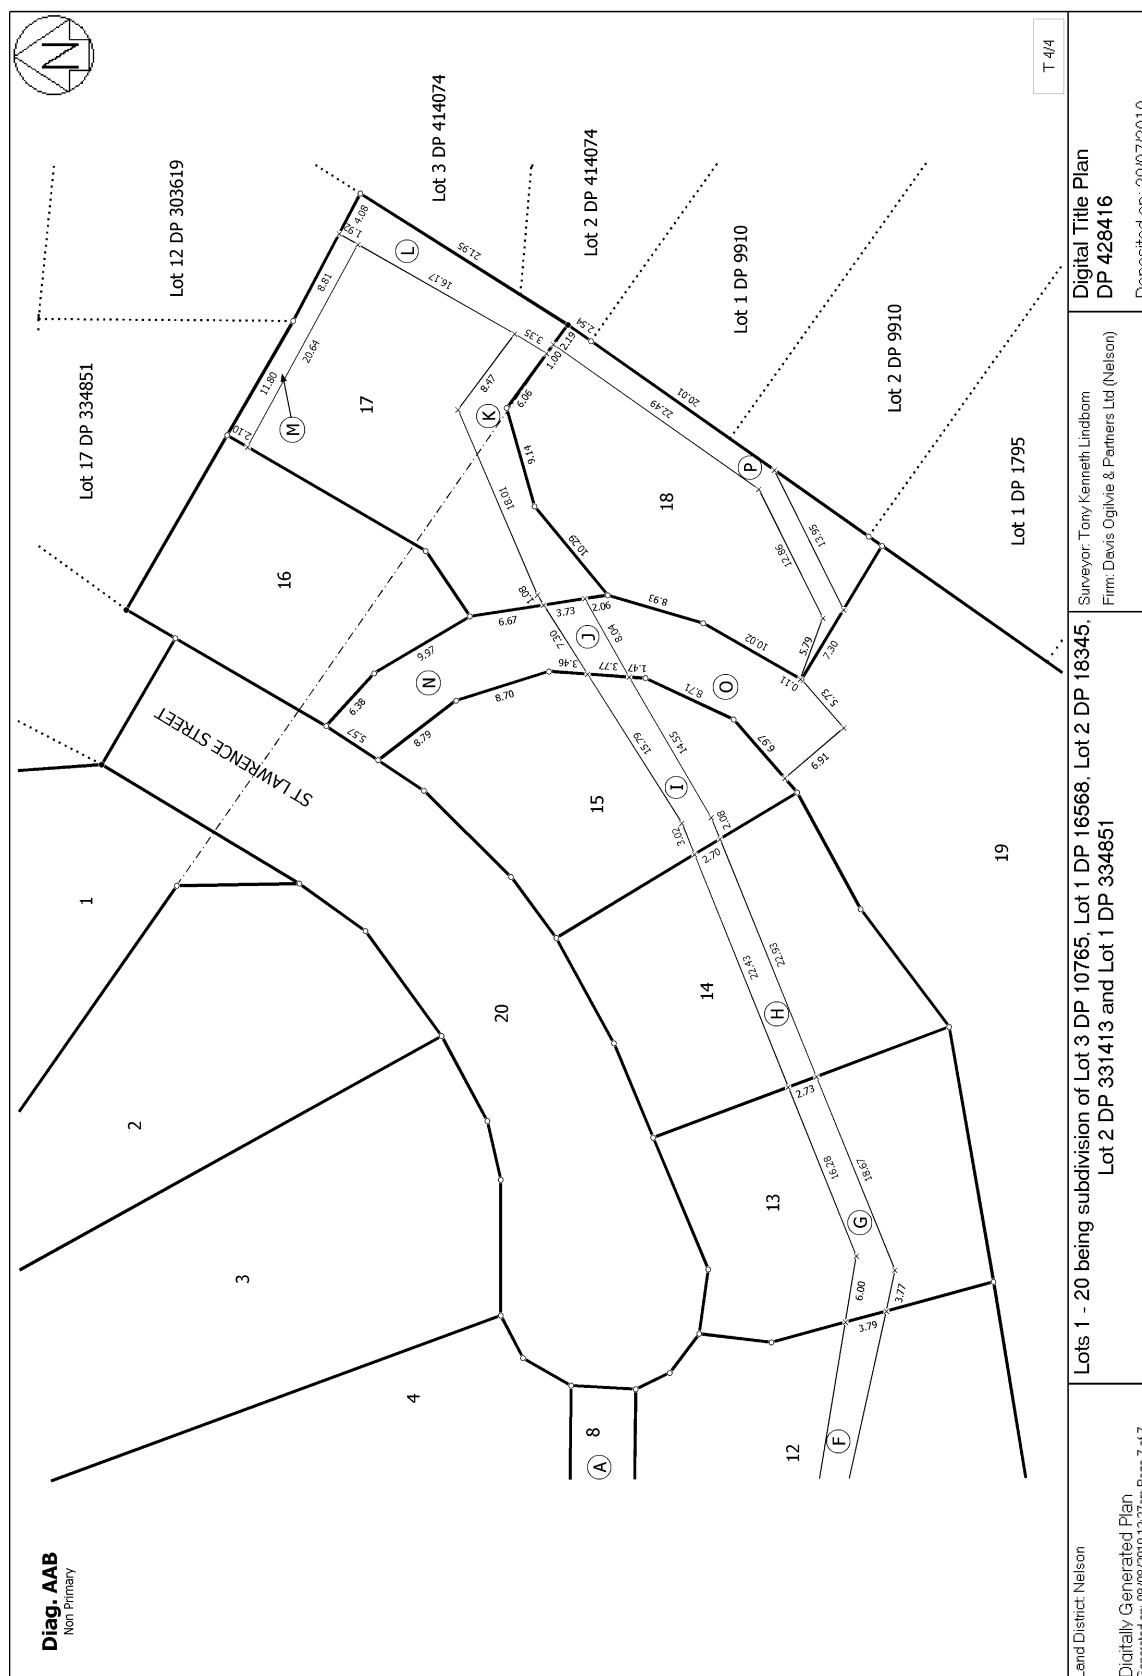 Diag. AAB
Non Primary
N
T 4/4
Lot 17 DP 334851
Lot 12 DP 303619
Lot 3 DP 414074
Lot 2 DP 414074
Lot 1 DP 9910
Lot 2 DP 9910
Lot 1 DP 1795
ST LAWRENCE STREET
1
2
3
4
8
A
12
F
13
G
14
H
15
I
16
17
18
19
20
J
K
L
M
N
O
P
4.08
1.92
8.81
11.80
20.64
2.10
21.95
16.17
3.35
2.54
2.19
1.00
8.47
6.06
9.14
18.01
10.29
22.49
20.01
12.86
13.95
5.79
7.30
0.11
5.73
6.91
10.02
8.93
2.06
3.73
1.08
6.67
7.30
8.04
9.97
6.38
5.57
8.79
8.70
3.46
3.77
1.47
8.71
6.97
15.79
14.55
3.02
2.08
2.70
22.43
22.93
2.73
16.28
18.67
6.00
3.77
3.79
Land District: Nelson
Digitally Generated Plan
Lots 1 - 20 being subdivision of Lot 3 DP 10765, Lot 1 DP 16568, Lot 2 DP 18345,
Lot 2 DP 331413 and Lot 1 DP 334851
Surveyor: Tony Kenneth Lindbom
Firm: Davis Ogilvie & Partners Ltd (Nelson)
Digital Title Plan
DP 428416
Deposited on: 20/07/2010